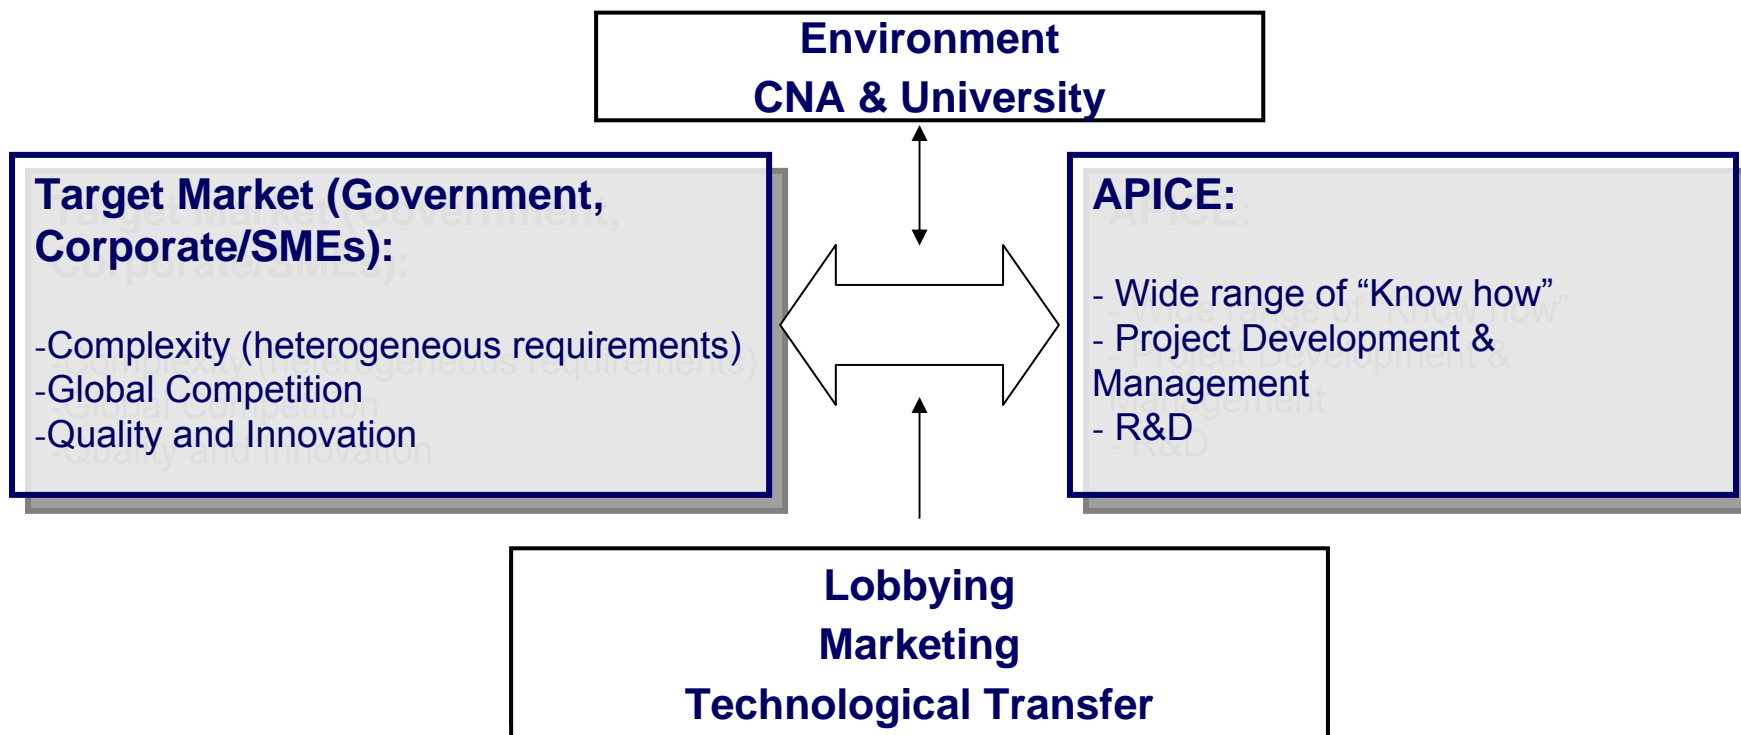 Environment
CNA & University
Target Market (Government,
Corporate/SMEs):
-Complexity (heterogeneous requirements)
-Global Competition
-Quality and Innovation
APICE:
- Wide range of “Know how”
- Project Development &
Management
- R&D
Lobbying
Marketing
Technological Transfer